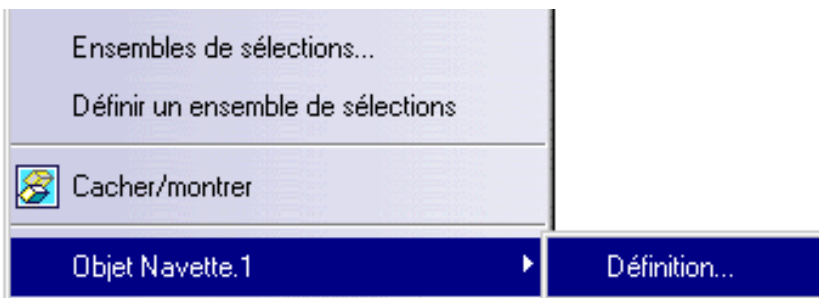 Ensembles de sélections...
Définir un ensemble de sélections
Cacher/montrer
Objet Navette.1
Définition...